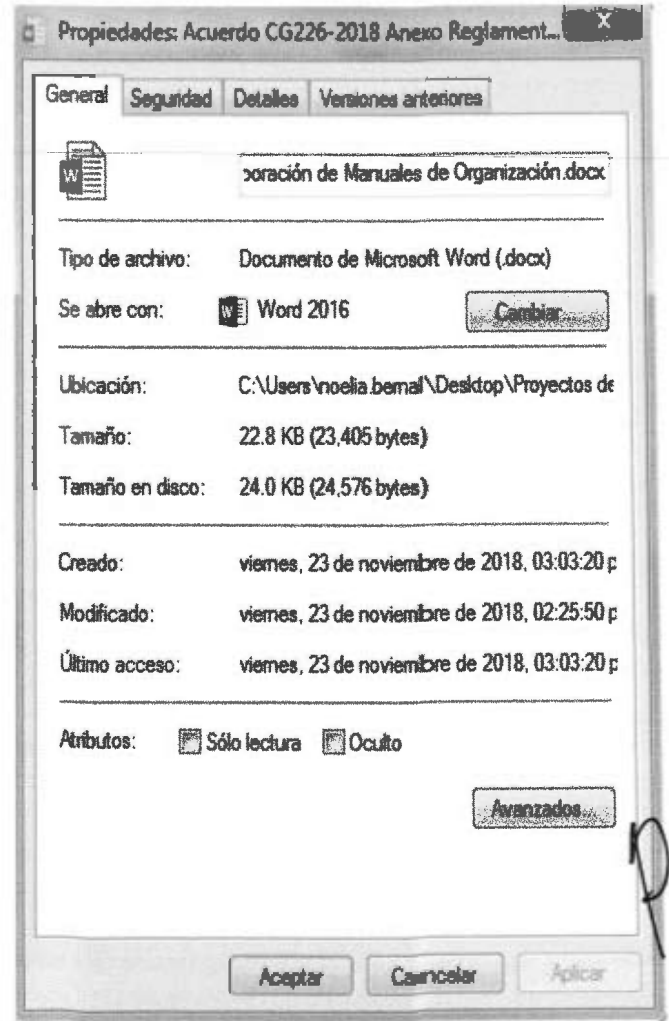 Propiedades: Acuerdo CG226-2018 Anexo Reglament...
X
General Seguridad Detalles Versiones anteriores
poración de Manuales de Organización.docx
Tipo de archivo: Documento de Microsoft Word (.docx)
Se abre con: Word 2016 Cambiar...
Ubicación: C:\Users\noelia.bernal\Desktop\Proyectos de
Tamaño: 22.8 KB (23,405 bytes)
Tamaño en disco: 24.0 KB (24,576 bytes)
Creado: viernes, 23 de noviembre de 2018, 03:03:20 p
Modificado: viernes, 23 de noviembre de 2018, 02:25:50 p
Último acceso: viernes, 23 de noviembre de 2018, 03:03:20 p
Atributos: Sólo lectura Oculto
Avanzados...
Aceptar Cancelar Aplicar